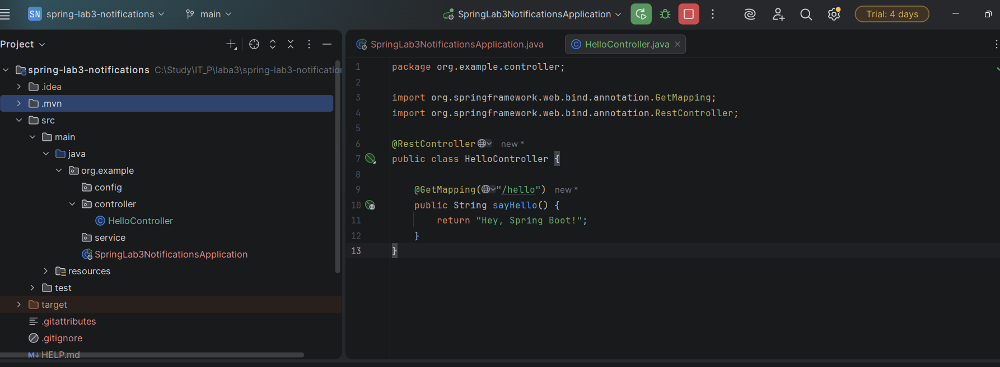 SN spring-lab3-notifications main SpringLab3NotificationsApplication Trial: 4 days
Project
spring-lab3-notifications C:\Study\IT_P\laba3\spring-lab3-notification
.idea
.mvn
src
main
java
org.example
config
controller
HelloController
service
SpringLab3NotificationsApplication
resources
test
target
.gitattributes
.gitignore
M↓ HELP.md
SpringLab3NotificationsApplication.java HelloController.java
1 package org.example.controller;
2
3 import org.springframework.web.bind.annotation.GetMapping;
4 import org.springframework.web.bind.annotation.RestController;
5
6 @RestController new *
7 public class HelloController {
8
9 @GetMapping("/hello") new *
10 public String sayHello() {
11 return "Hey, Spring Boot!";
12 }
13 }